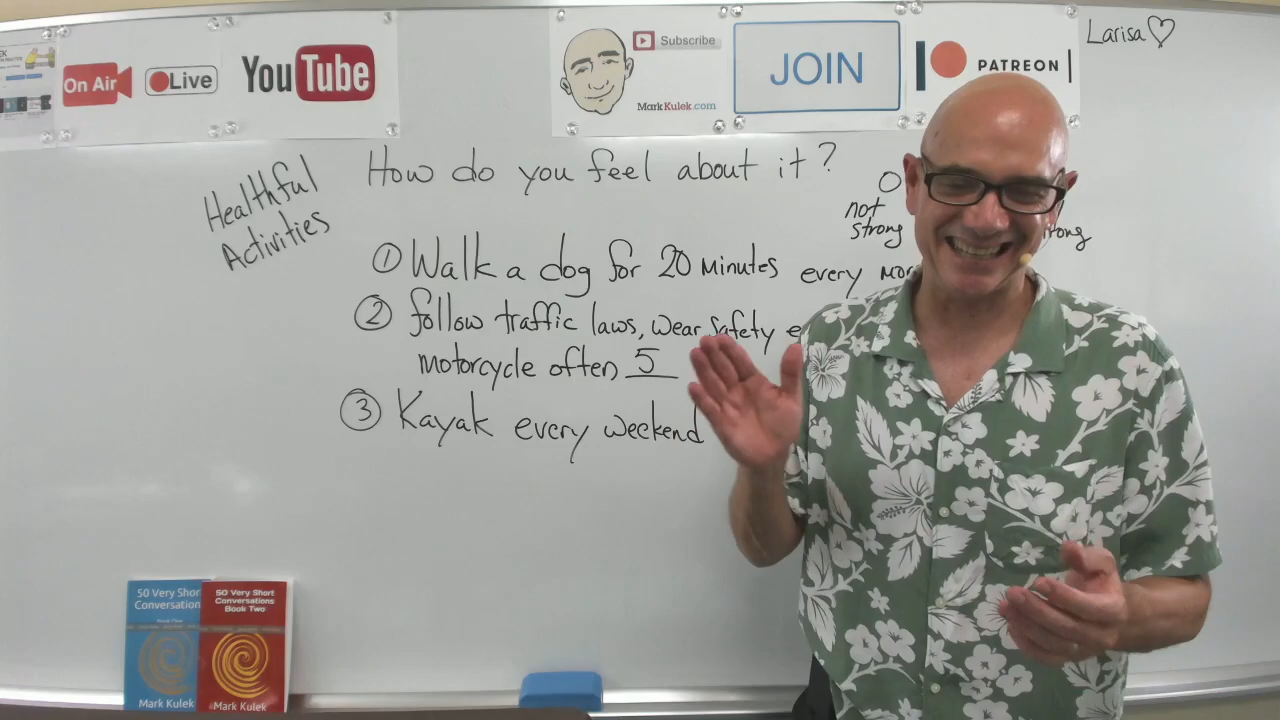 On Air
Live
YouTube
Subscribe
MarkKulek.com
JOIN
PATREON
Larisa♡
Healthful
Activities
How do you feel about it?
0
not
strong
① Walk a dog for 20 minutes every
② follow traffic laws, wear safety
motorcycle often 5
③ Kayak every weekend
50 Very Short
Conversation
Mark Kulek
50 Very Short
Conversations
Book Two
Mark Kulek